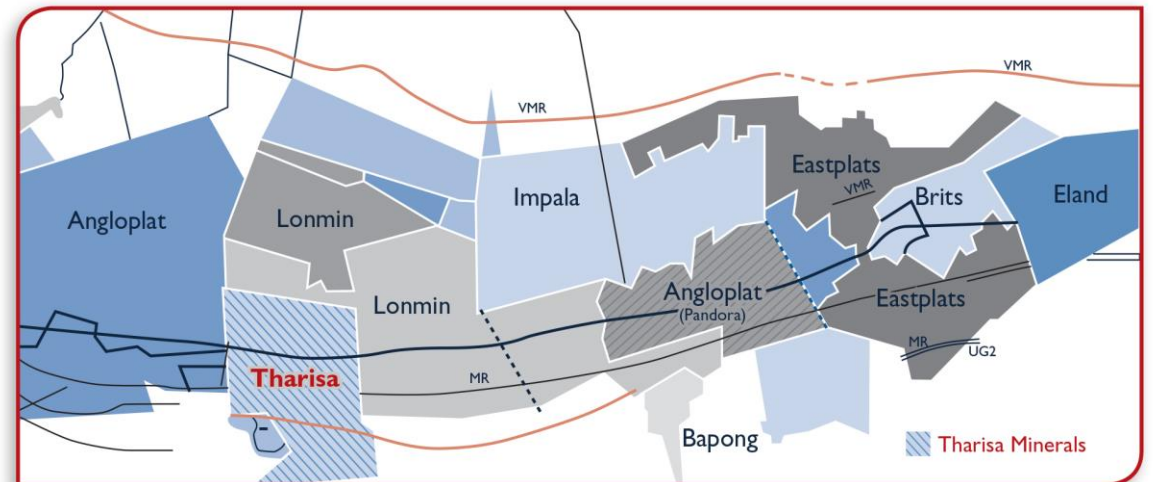 VMR
VMR
Eastplats
VMR
Brits
Eland
Impala
Angloplat
Lonmin
Lonmin
Angloplat
(Pandora)
Eastplats
MR
UG2
Tharisa
MR
Bapong
Tharisa Minerals